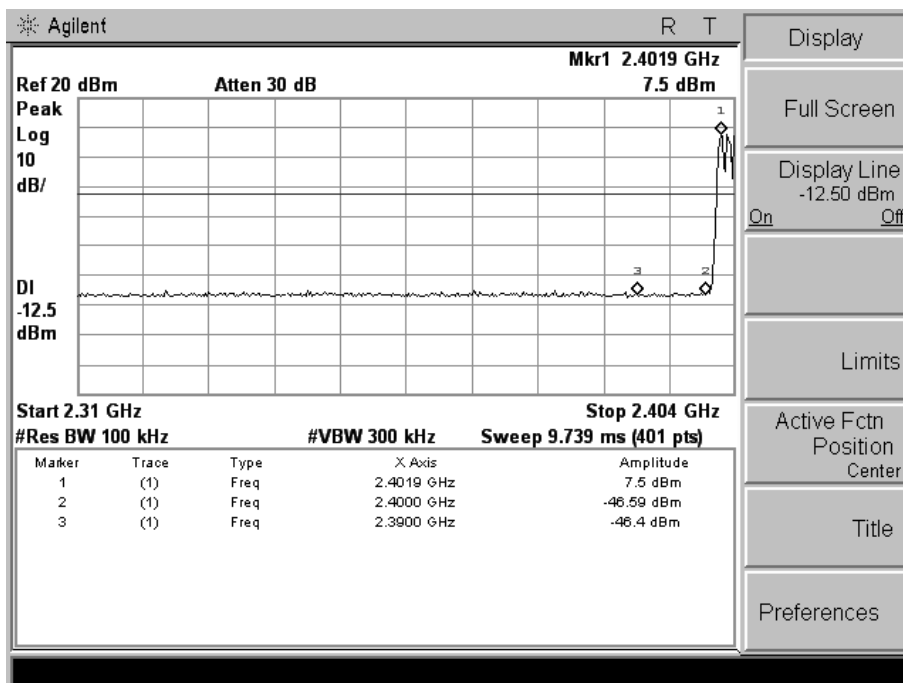 Agilent R T
Mkr1 2.4019 GHz
Ref 20 dBm Atten 30 dB 7.5 dBm
Peak
Log
10
dB/
DI
-12.5
dBm
1
3 2
Start 2.31 GHz Stop 2.404 GHz
#Res BW 100 kHz #VBW 300 kHz Sweep 9.739 ms (401 pts)
Marker Trace Type X Axis Amplitude
1 (1) Freq 2.4019 GHz 7.5 dBm
2 (1) Freq 2.4000 GHz -46.59 dBm
3 (1) Freq 2.3900 GHz -46.4 dBm
Display
Full Screen
Display Line
-12.50 dBm
On Off
Limits
Active Fctn
Position
Center
Title
Preferences